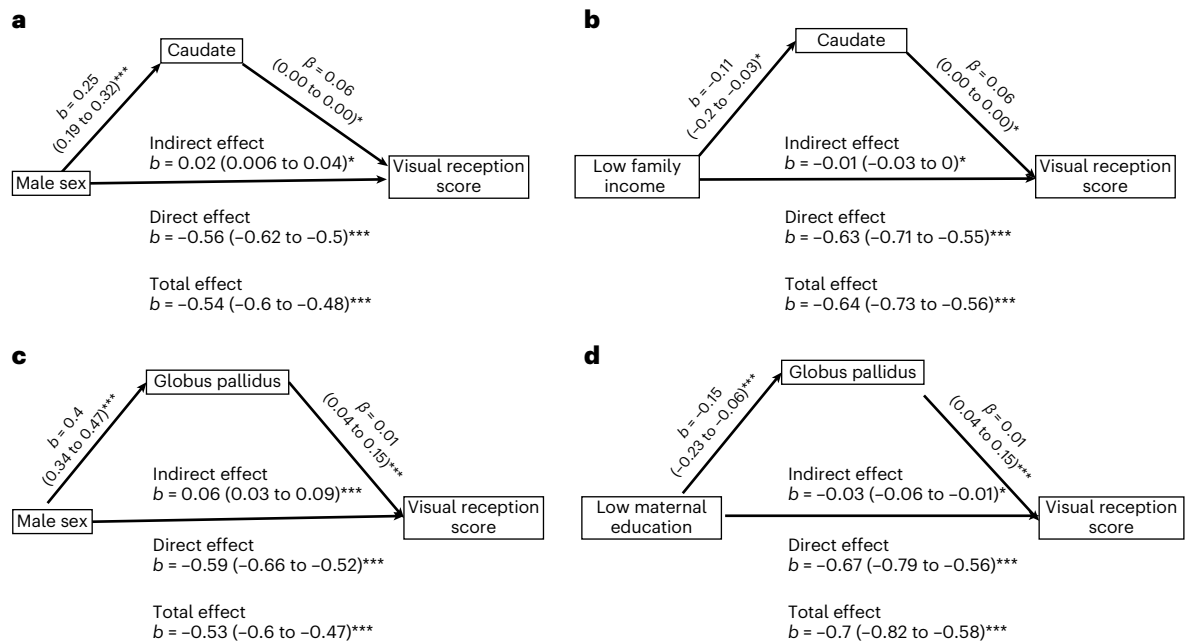 a
Caudate
b = 0.25
(0.19 to 0.32)***
β = 0.06
(0.00 to 0.00)*
Indirect effect
b = 0.02 (0.006 to 0.04)*
Male sex
Visual reception
score
Direct effect
b = –0.56 (–0.62 to –0.5)***
Total effect
b = –0.54 (–0.6 to –0.48)***
b
Caudate
b = –0.11
(–0.2 to –0.03)*
β = 0.06
(0.00 to 0.00)*
Indirect effect
b = –0.01 (–0.03 to 0)*
Low family
income
Visual reception
score
Direct effect
b = –0.63 (–0.71 to –0.55)***
Total effect
b = –0.64 (–0.73 to –0.56)***
c
Globus pallidus
b = 0.4
(0.34 to 0.47)***
β = 0.01
(0.04 to 0.15)***
Indirect effect
b = 0.06 (0.03 to 0.09)***
Male sex
Visual reception
score
Direct effect
b = –0.59 (–0.66 to –0.52)***
Total effect
b = –0.53 (–0.6 to –0.47)***
d
Globus pallidus
b = –0.15
(–0.23 to –0.06)***
β = 0.01
(0.04 to 0.15)***
Indirect effect
b = –0.03 (–0.06 to –0.01)*
Low maternal
education
Visual reception
score
Direct effect
b = –0.67 (–0.79 to –0.56)***
Total effect
b = –0.7 (–0.82 to –0.58)***